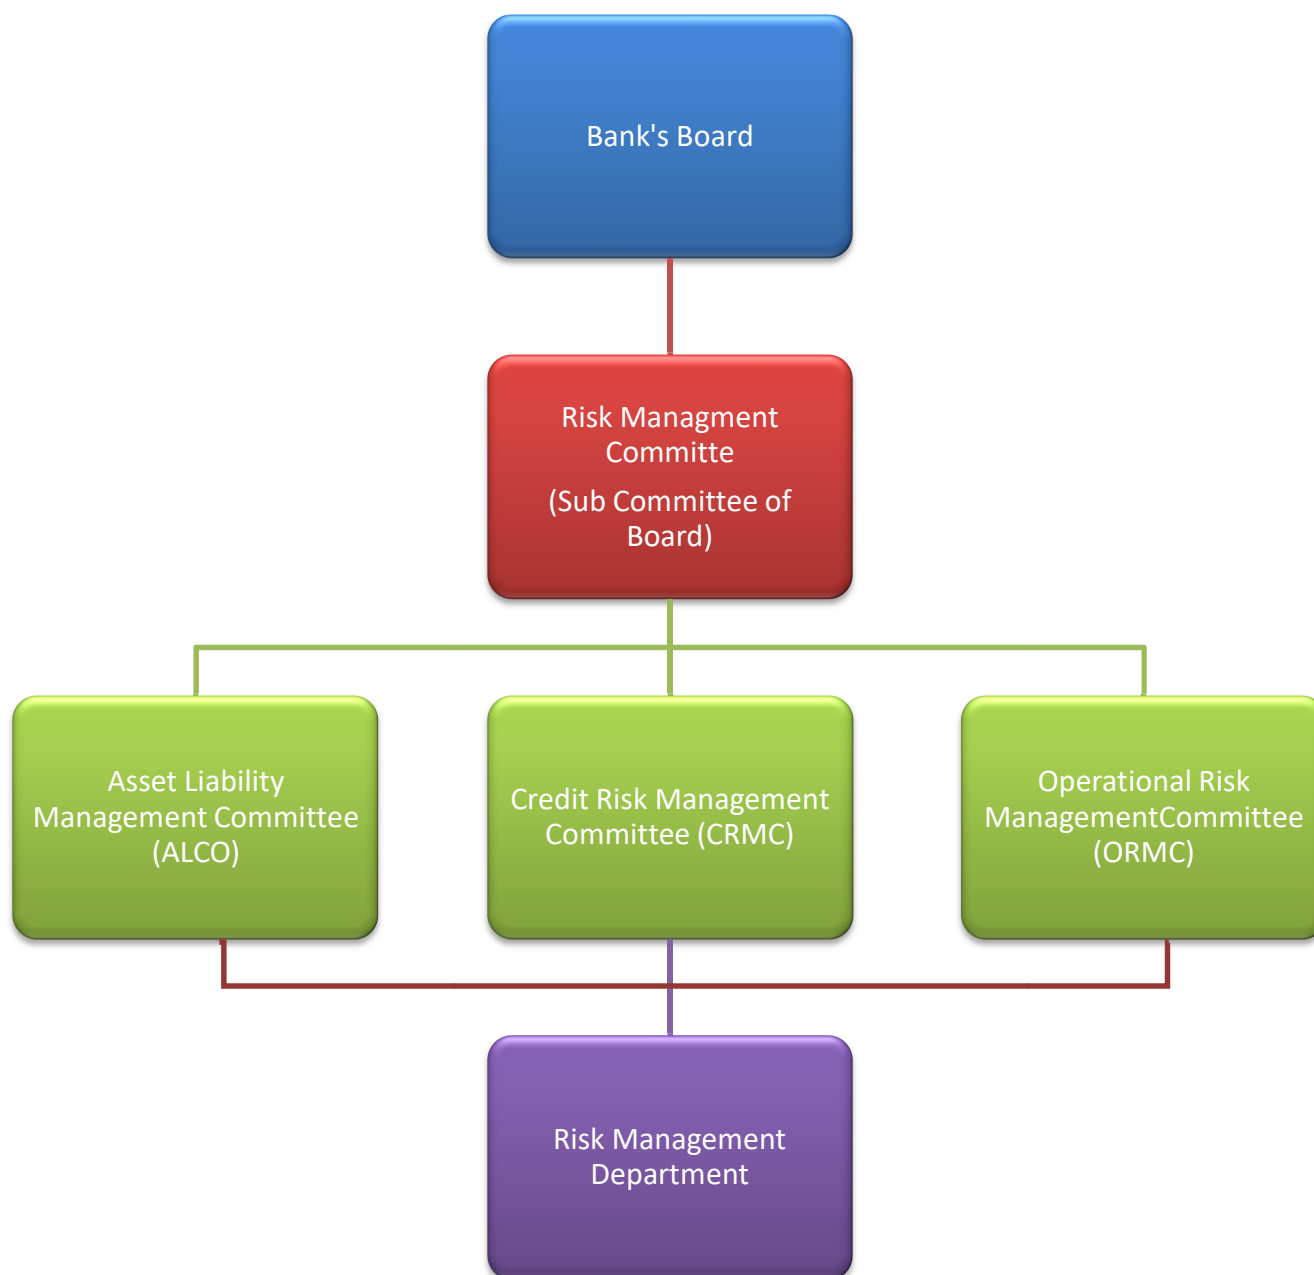 Bank's Board
Risk Managment
Committe
(Sub Committee of
Board)
Asset Liability
Management Committee
(ALCO)
Credit Risk Management
Committee (CRMC)
Operational Risk
ManagementCommittee
(ORMC)
Risk Management
Department